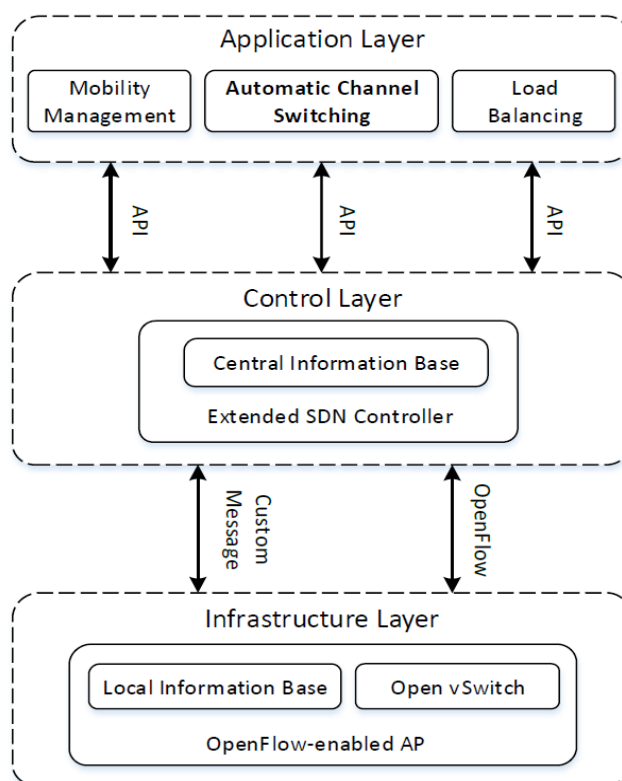 Application Layer
Mobility
Management
Automatic Channel
Switching
Load
Balancing
API
API
API
Control Layer
Central Information Base
Extended SDN Controller
Custom
Message
OpenFlow
Infrastructure Layer
Local Information Base
Open vSwitch
OpenFlow-enabled AP